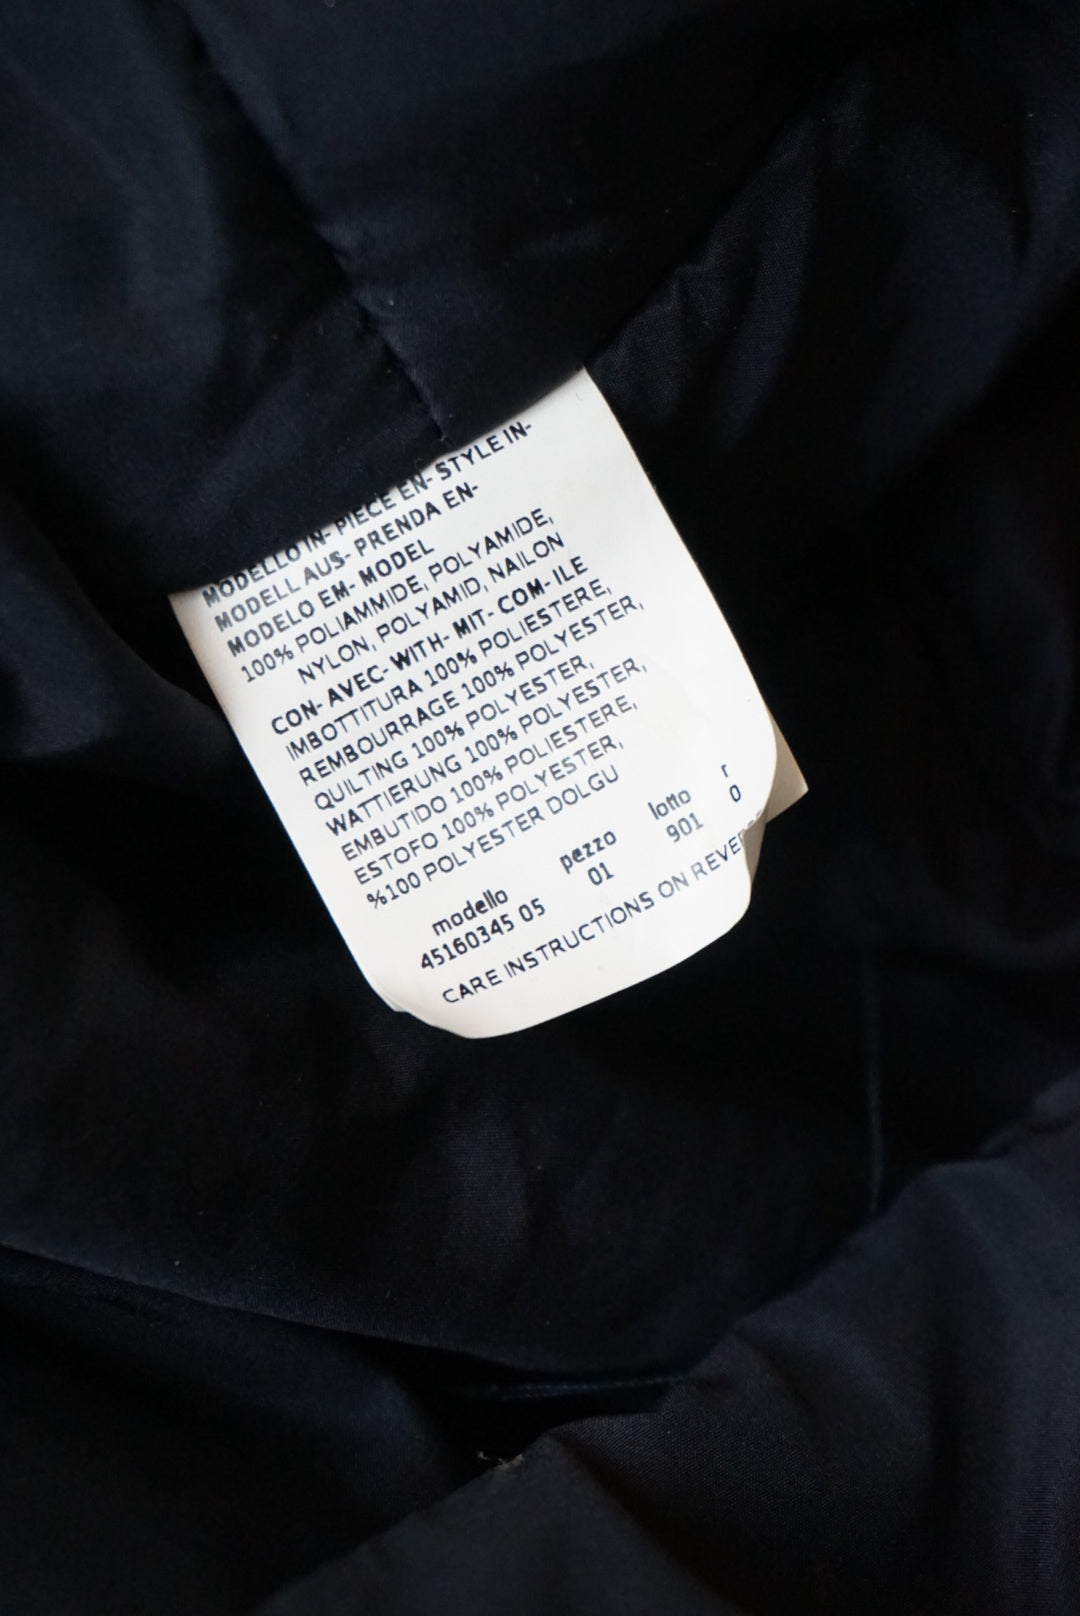 MODELLO IN- PIECE EN- STYLE IN-
MODELL AUS- PRENDA EN-
MODELO EM- MODEL
100% POLIAMMIDE, POLYAMIDE,
NYLON, POLYAMID, NAILON
CON- AVEC- WITH- MIT- COM- ILE
IMBOTTITURA 100% POLIESTERE,
REMBOURRAGE 100% POLYESTER,
QUILTING 100% POLYESTER,
WATTIERUNG 100% POLYESTER,
EMBUTIDO 100% POLIESTERE,
ESTOFO 100% POLYESTER,
%100 POLYESTER DOLGU
modello pezzo lotto r
45160345 05 01 901 0
CARE INSTRUCTIONS ON